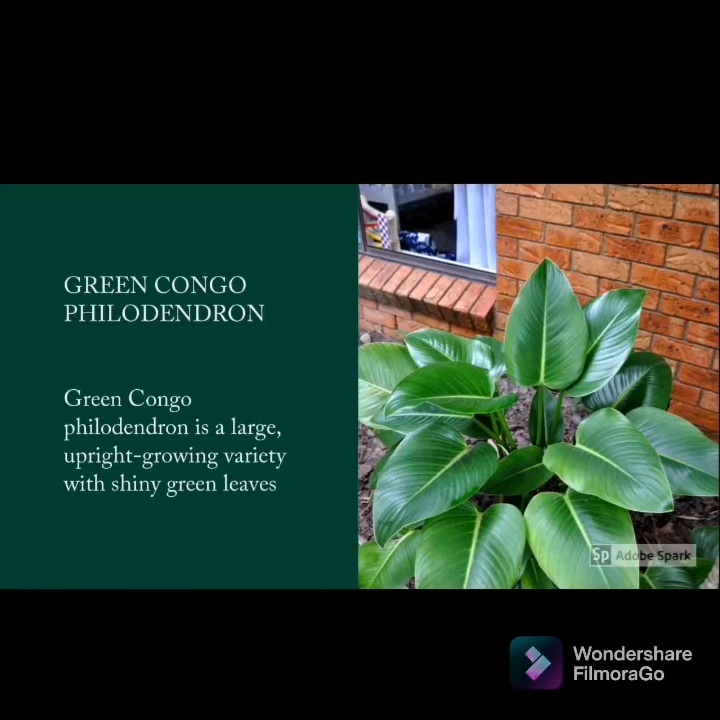 GREEN CONGO
PHILODENDRON
Green Congo
philodendron is a large,
upright-growing variety
with shiny green leaves
Sp Adobe Spark
Wondershare
FilmoraGo